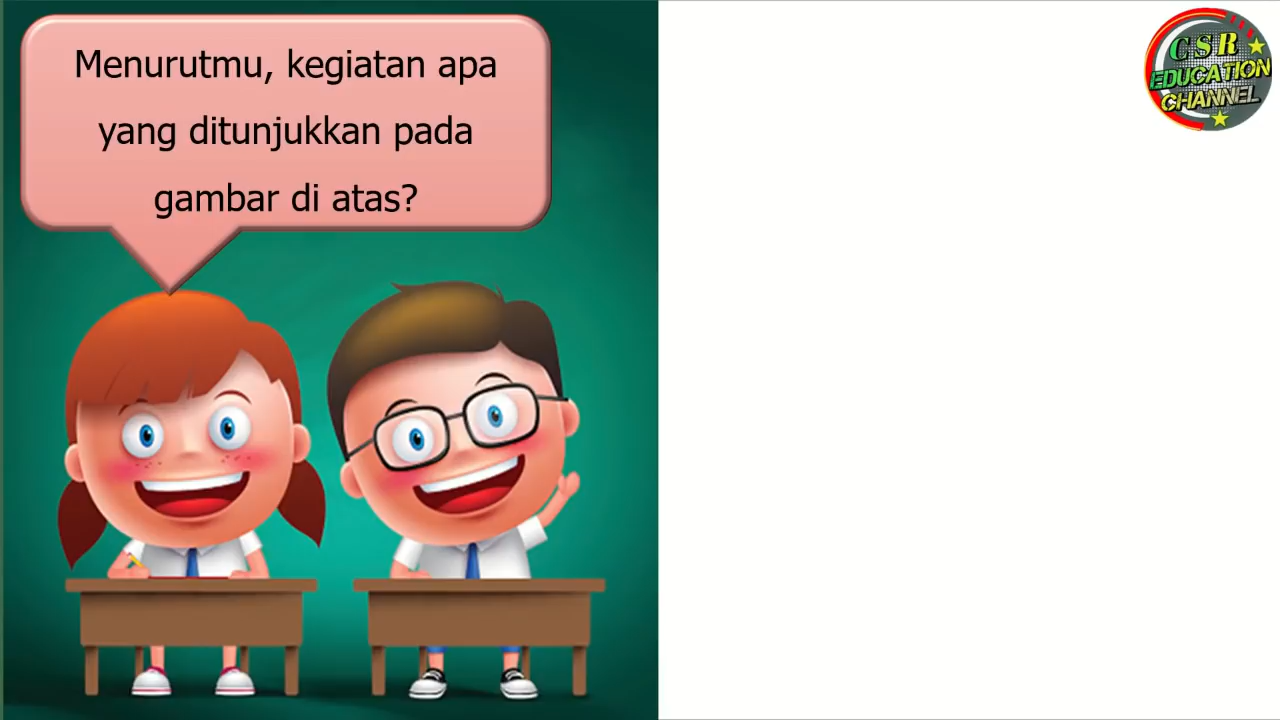 Menurutmu, kegiatan apa
yang ditunjukkan pada
gambar di atas?
CSR
EDUCATION
CHANNEL